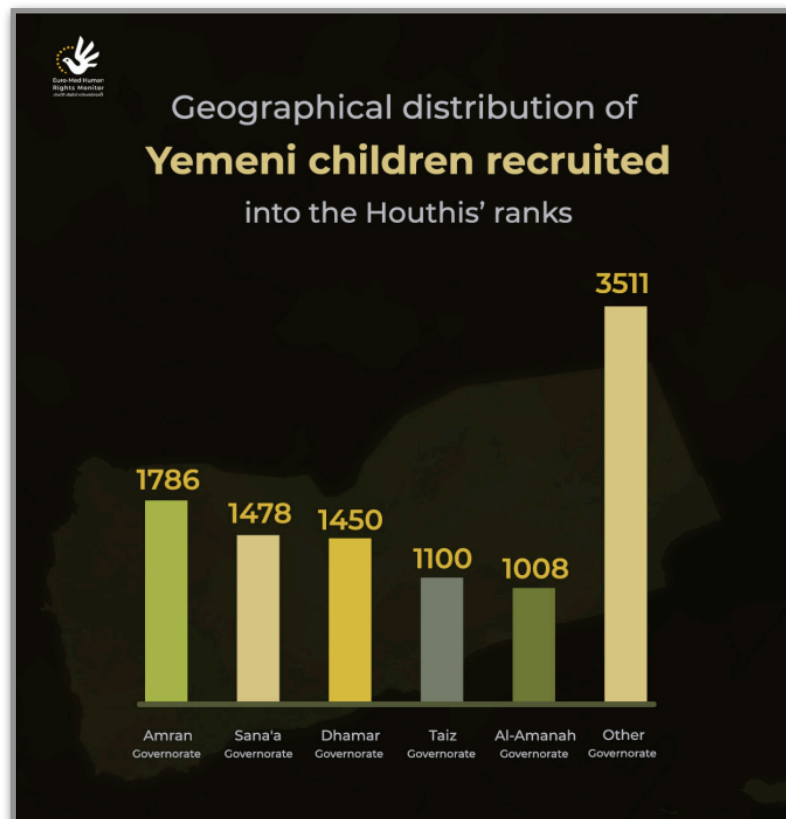 Euro-Med Human
Rights Monitor
Geographical distribution of
Yemeni children recruited
into the Houthis’ ranks
3511
1786
1478
1450
1100
1008
Amran
Governorate
Sana'a
Governorate
Dhamar
Governorate
Taiz
Governorate
Al-Amanah
Governorate
Other
Governorate